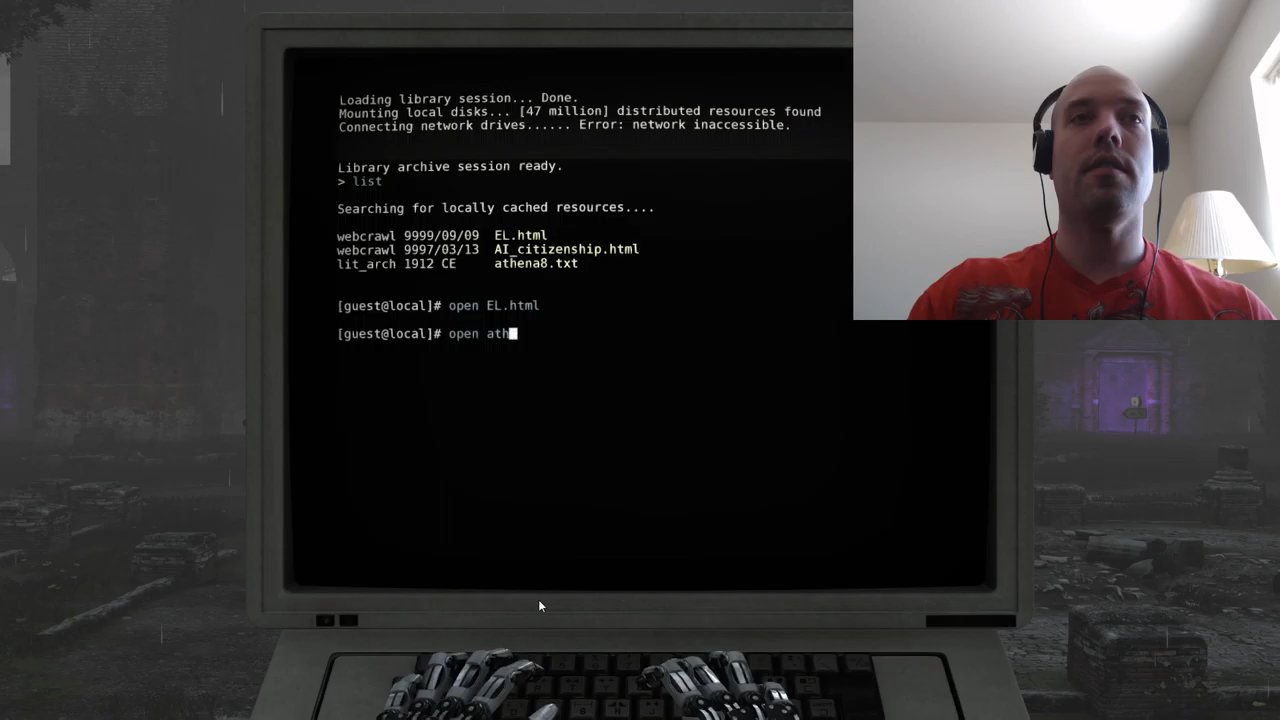 Loading library session... Done.
Mounting local disks... [47 million] distributed resources found
Connecting network drives...... Error: network inaccessible.
Library archive session ready.
> list
Searching for locally cached resources....
webcrawl 9999/09/09 EL.html
webcrawl 9997/03/13 AI_citizenship.html
lit_arch 1912 CE athena8.txt
[guest@local]# open EL.html
[guest@local]# open ath